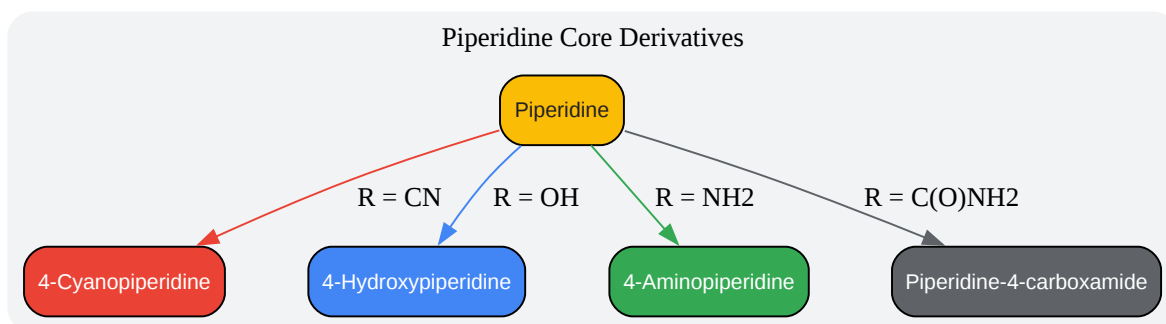 Piperidine Core Derivatives
Piperidine
R = CN
R = OH
R = NH2
R = C(O)NH2
4-Cyanopiperidine
4-Hydroxypiperidine
4-Aminopiperidine
Piperidine-4-carboxamide